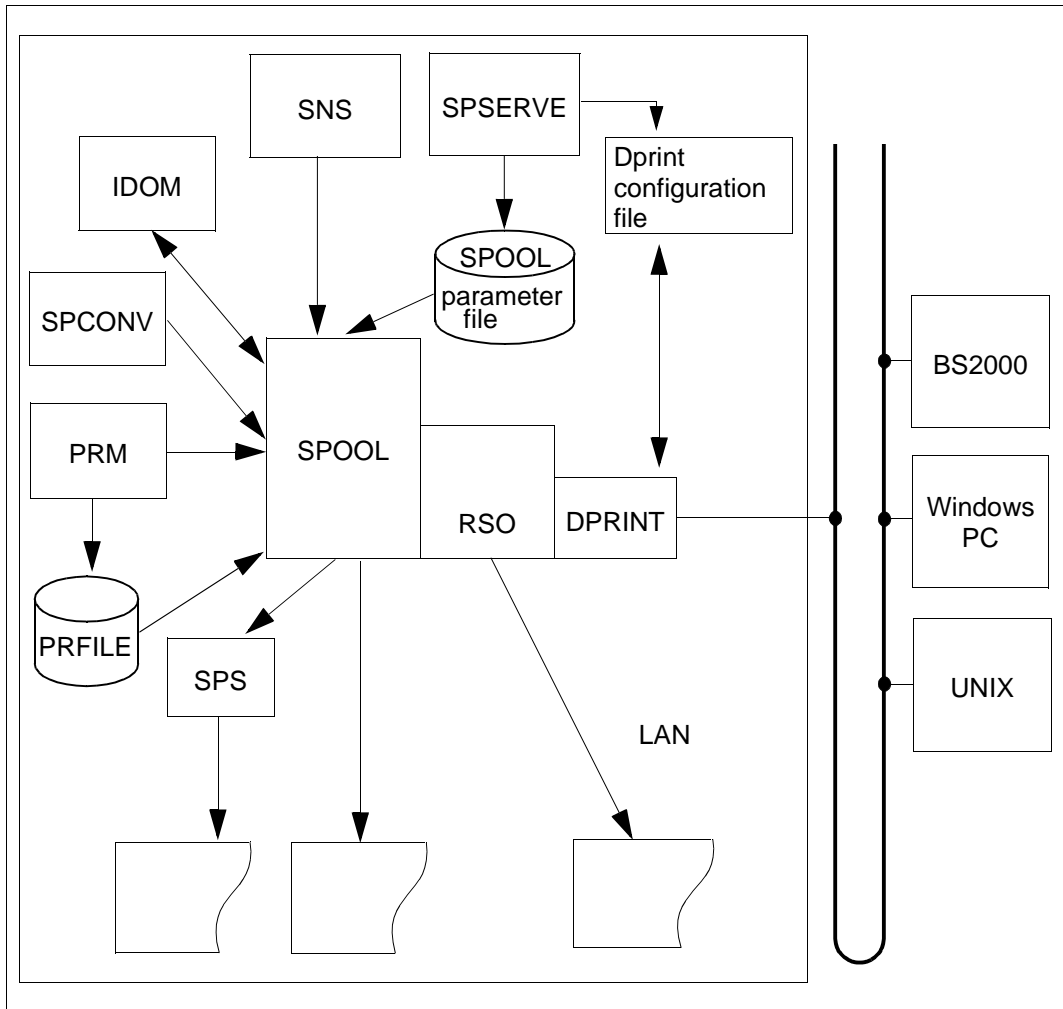 SNS
SPSERVE
IDOM
Dprint
configuration
file
SPOOL
parameter
file
SPCONV
BS2000
PRM
SPOOL
RSO
DPRINT
Windows
PC
PRFILE
SPS
UNIX
LAN